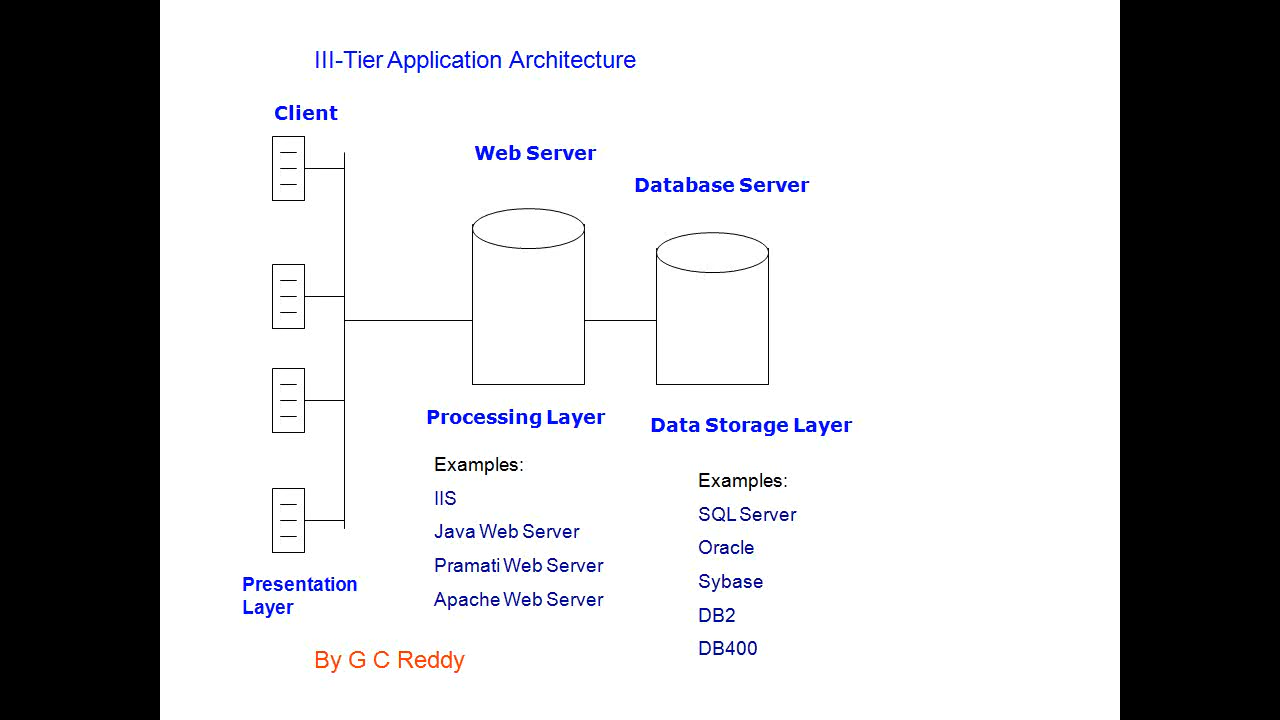 III-Tier Application Architecture
Client
Web Server
Database Server
Processing Layer
Data Storage Layer
Examples:
IIS
Java Web Server
Pramati Web Server
Apache Web Server
Examples:
SQL Server
Oracle
Sybase
DB2
DB400
Presentation
Layer
By G C Reddy